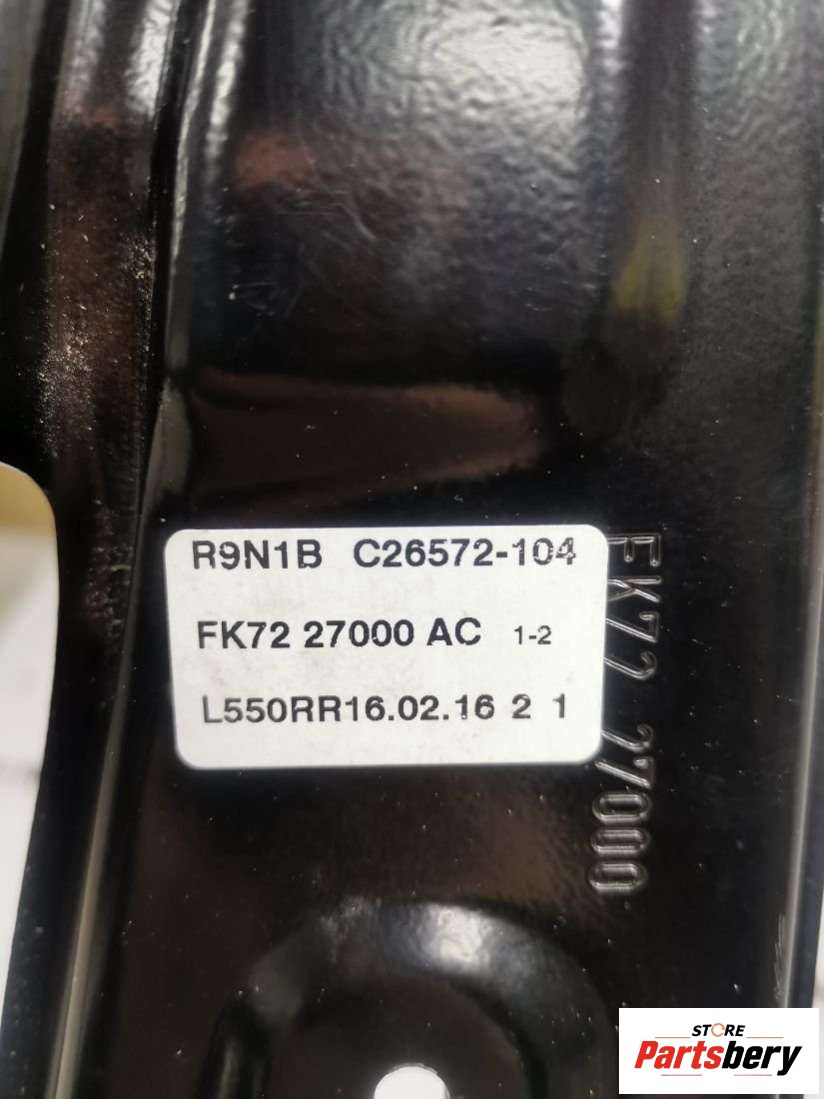 R9N1B C26572-104
FK72 27000 AC 1-2
L550RR16.02.16 2 1
FK72 27000
STORE
Partsbery